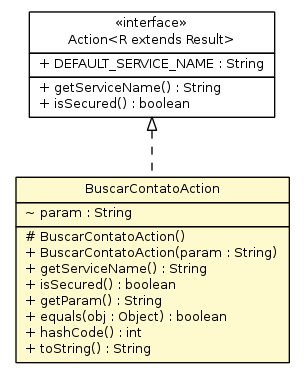 «interface»
Action<R extends Result>
+ DEFAULT_SERVICE_NAME : String
+ getServiceName() : String
+ isSecured() : boolean
BuscarContatoAction
~ param : String
# BuscarContatoAction()
+ BuscarContatoAction(param : String)
+ getServiceName() : String
+ isSecured() : boolean
+ getParam() : String
+ equals(obj : Object) : boolean
+ hashCode() : int
+ toString() : String